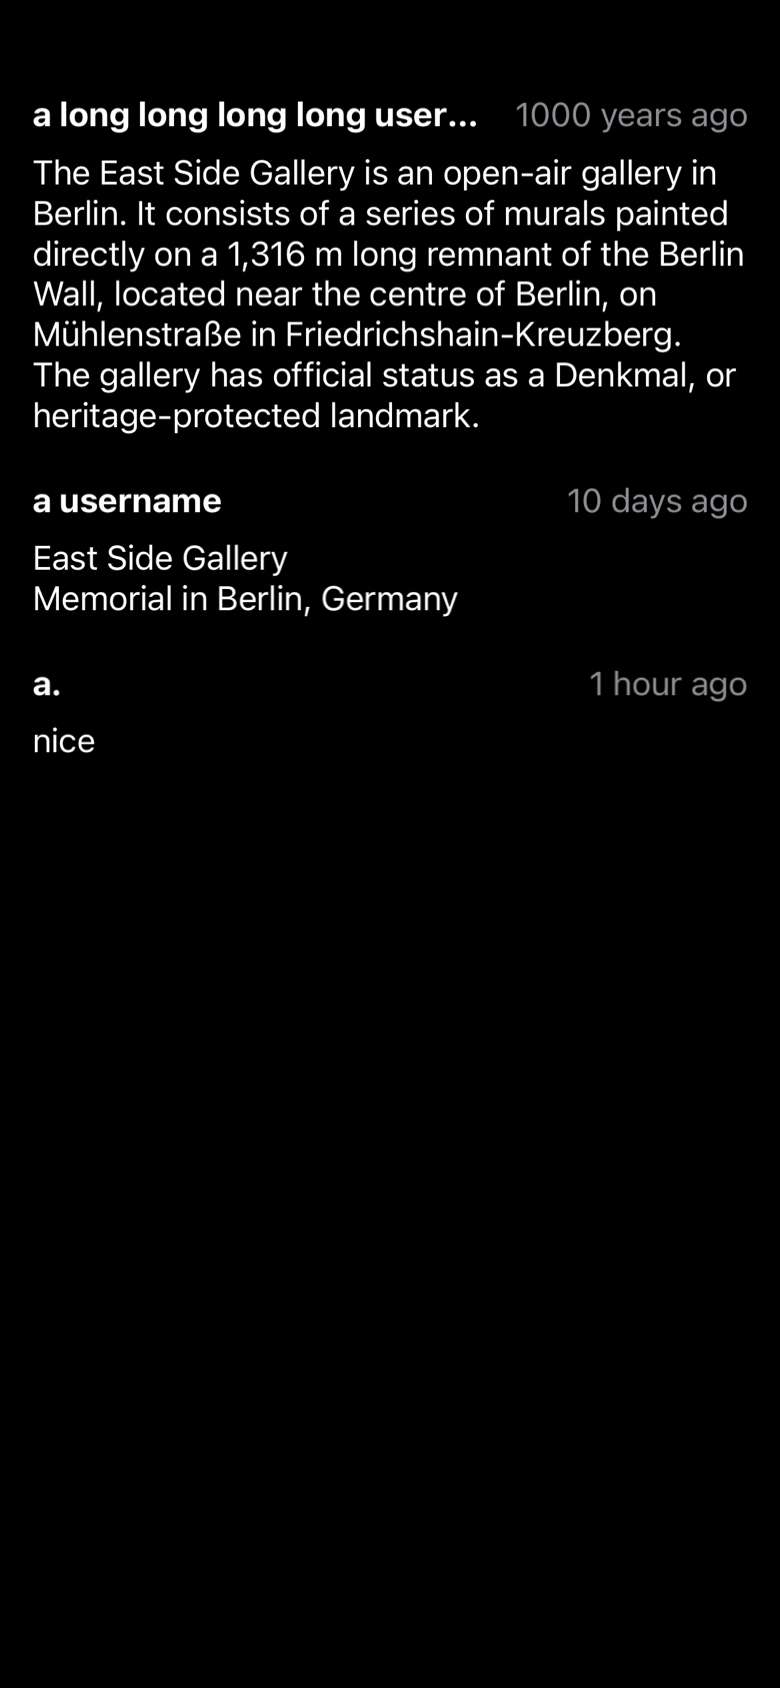 a long long long long user... 1000 years ago
The East Side Gallery is an open-air gallery in
Berlin. It consists of a series of murals painted
directly on a 1,316 m long remnant of the Berlin
Wall, located near the centre of Berlin, on
Mühlenstraße in Friedrichshain-Kreuzberg.
The gallery has official status as a Denkmal, or
heritage-protected landmark.
a username 10 days ago
East Side Gallery
Memorial in Berlin, Germany
a. 1 hour ago
nice